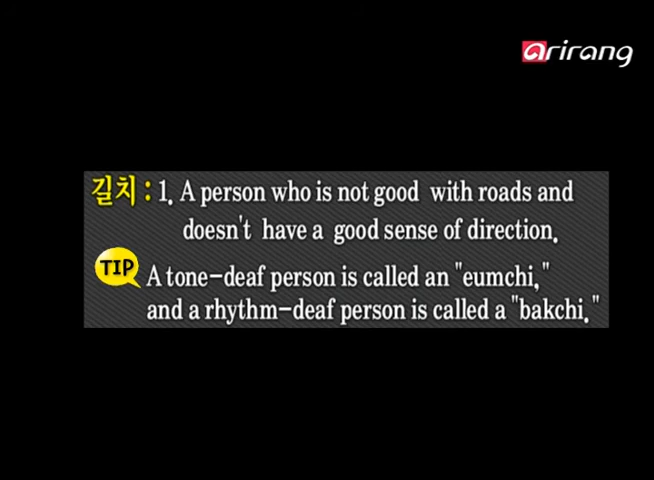 arirang
길치 : 1. A person who is not good with roads and
doesn't have a good sense of direction.
TIP
A tone-deaf person is called an "eumchi,"
and a rhythm-deaf person is called a "bakchi."